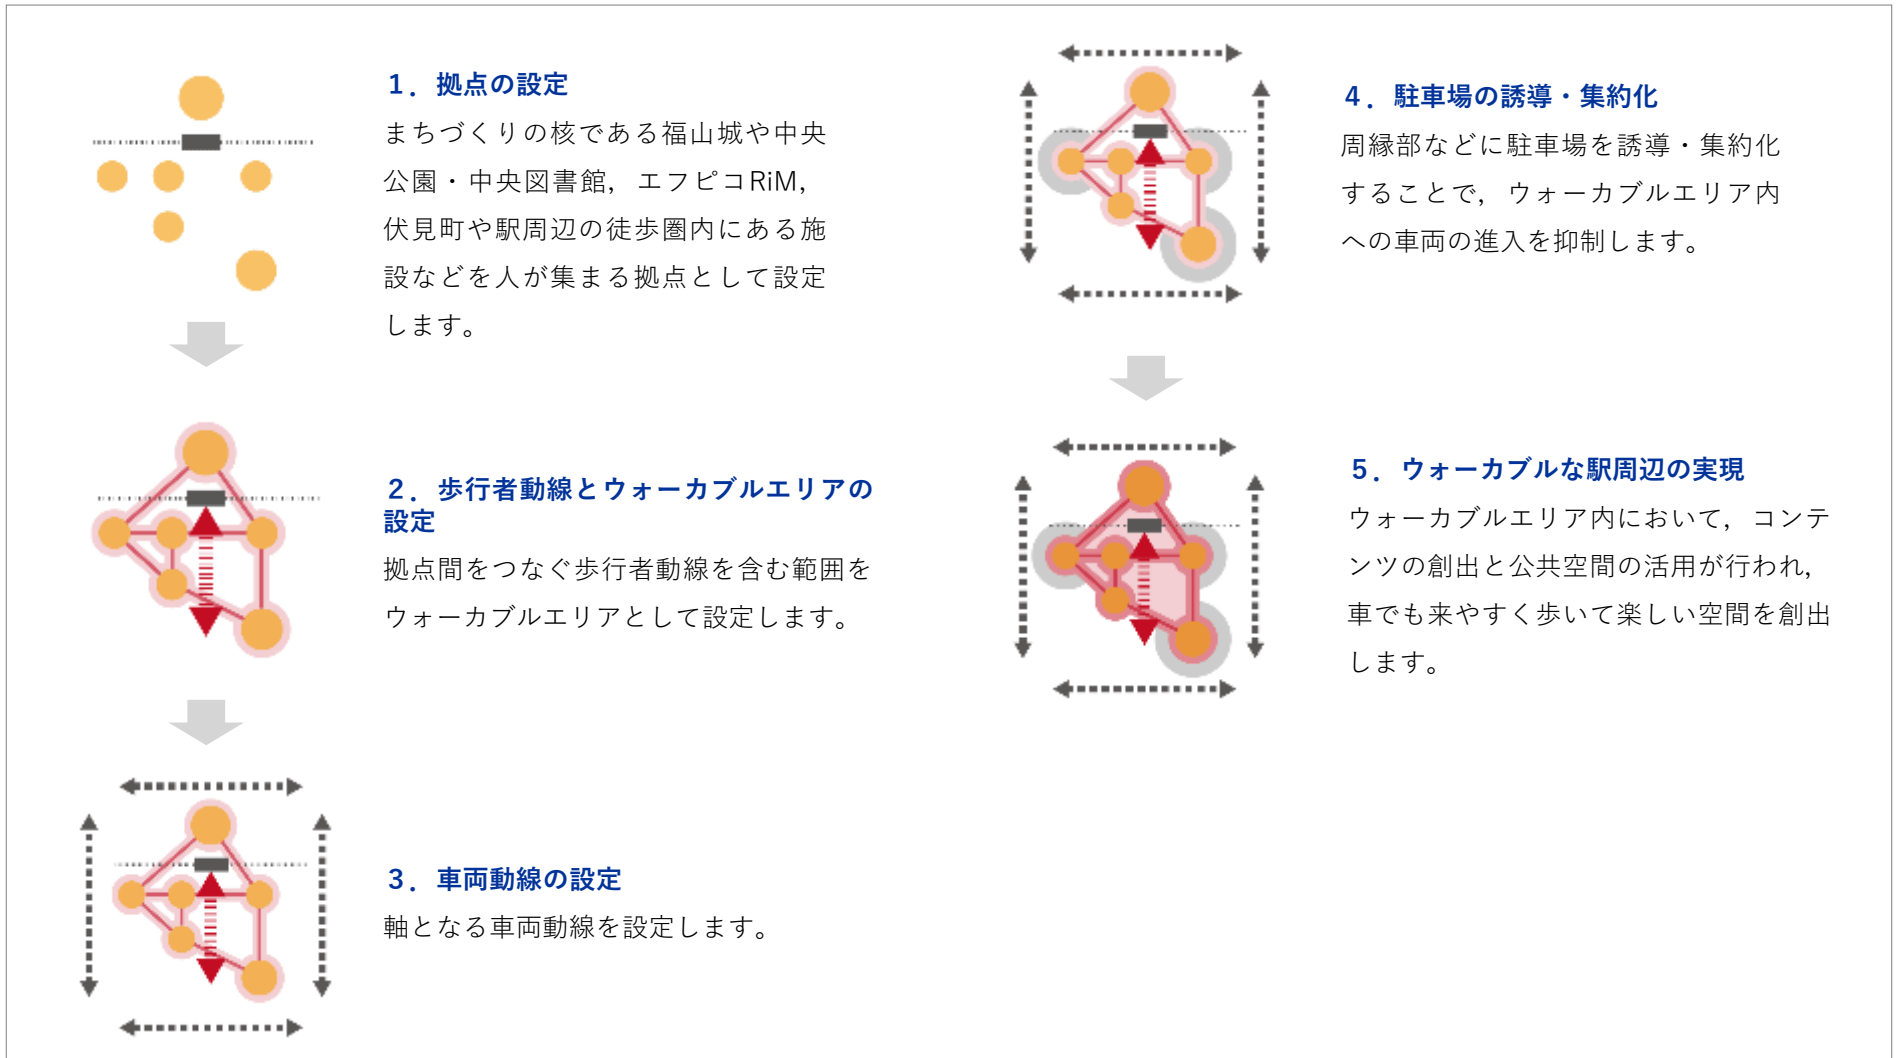 1．拠点の設定
まちづくりの核である福山城や中央
公園・中央図書館，エフピコRiM，
伏見町や駅周辺の徒歩圏内にある施
設などを人が集まる拠点として設定
します。
2．歩行者動線とウォーカブルエリアの
設定
拠点間をつなぐ歩行者動線を含む範囲を
ウォーカブルエリアとして設定します。
3．車両動線の設定
軸となる車両動線を設定します。
4．駐車場の誘導・集約化
周縁部などに駐車場を誘導・集約化
することで，ウォーカブルエリア内
への車両の進入を抑制します。
5．ウォーカブルな駅周辺の実現
ウォーカブルエリア内において，コンテ
ンツの創出と公共空間の活用が行われ，
車でも来やすく歩いて楽しい空間を創出
します。